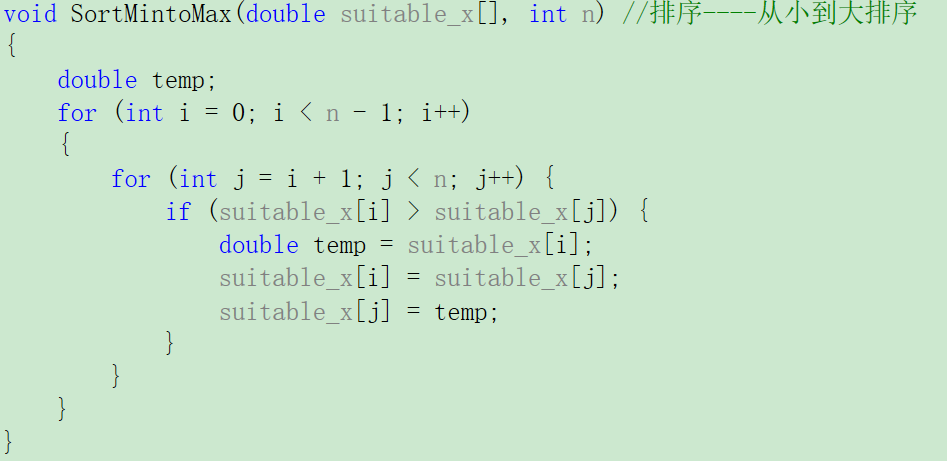 void SortMintoMax(double suitable_x[], int n) //排序----从小到大排序
{
    double temp;
    for (int i = 0; i < n - 1; i++)
    {
        for (int j = i + 1; j < n; j++) {
            if (suitable_x[i] > suitable_x[j]) {
                double temp = suitable_x[i];
                suitable_x[i] = suitable_x[j];
                suitable_x[j] = temp;
            }
        }
    }
}